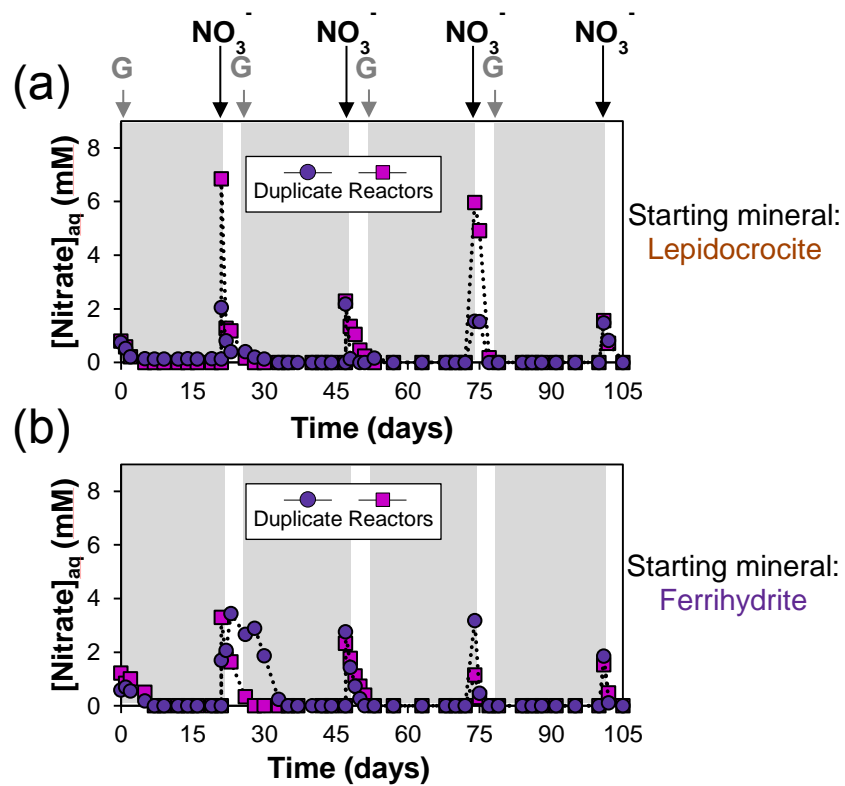 NO₃⁻ NO₃⁻ NO₃⁻ NO₃⁻
G G G G
(a)
[Nitrate]aq (mM)
8
6
4
2
0
Duplicate Reactors
Starting mineral:
Lepidocrocite
0 15 30 45 60 75 90 105
Time (days)
(b)
[Nitrate]aq (mM)
8
6
4
2
0
Duplicate Reactors
Starting mineral:
Ferrihydrite
0 15 30 45 60 75 90 105
Time (days)